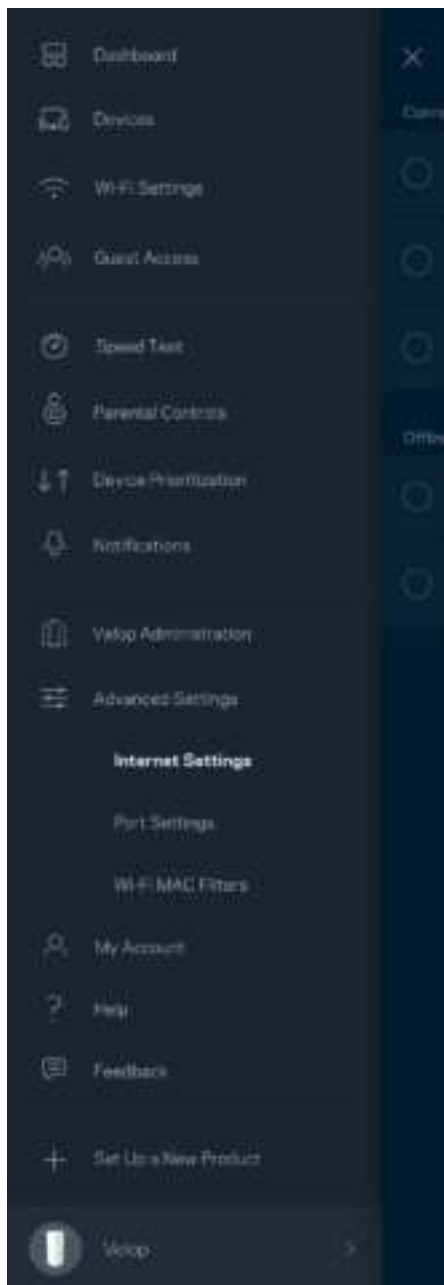 Dashboard
Devices
Wi-Fi Settings
Guest Access
Speed Test
Parental Controls
Device Prioritization
Notifications
Velop Administration
Advanced Settings
Internet Settings
Port Settings
Wi-Fi MAC Filters
My Account
Help
Feedback
Set Up a New Product
Velop